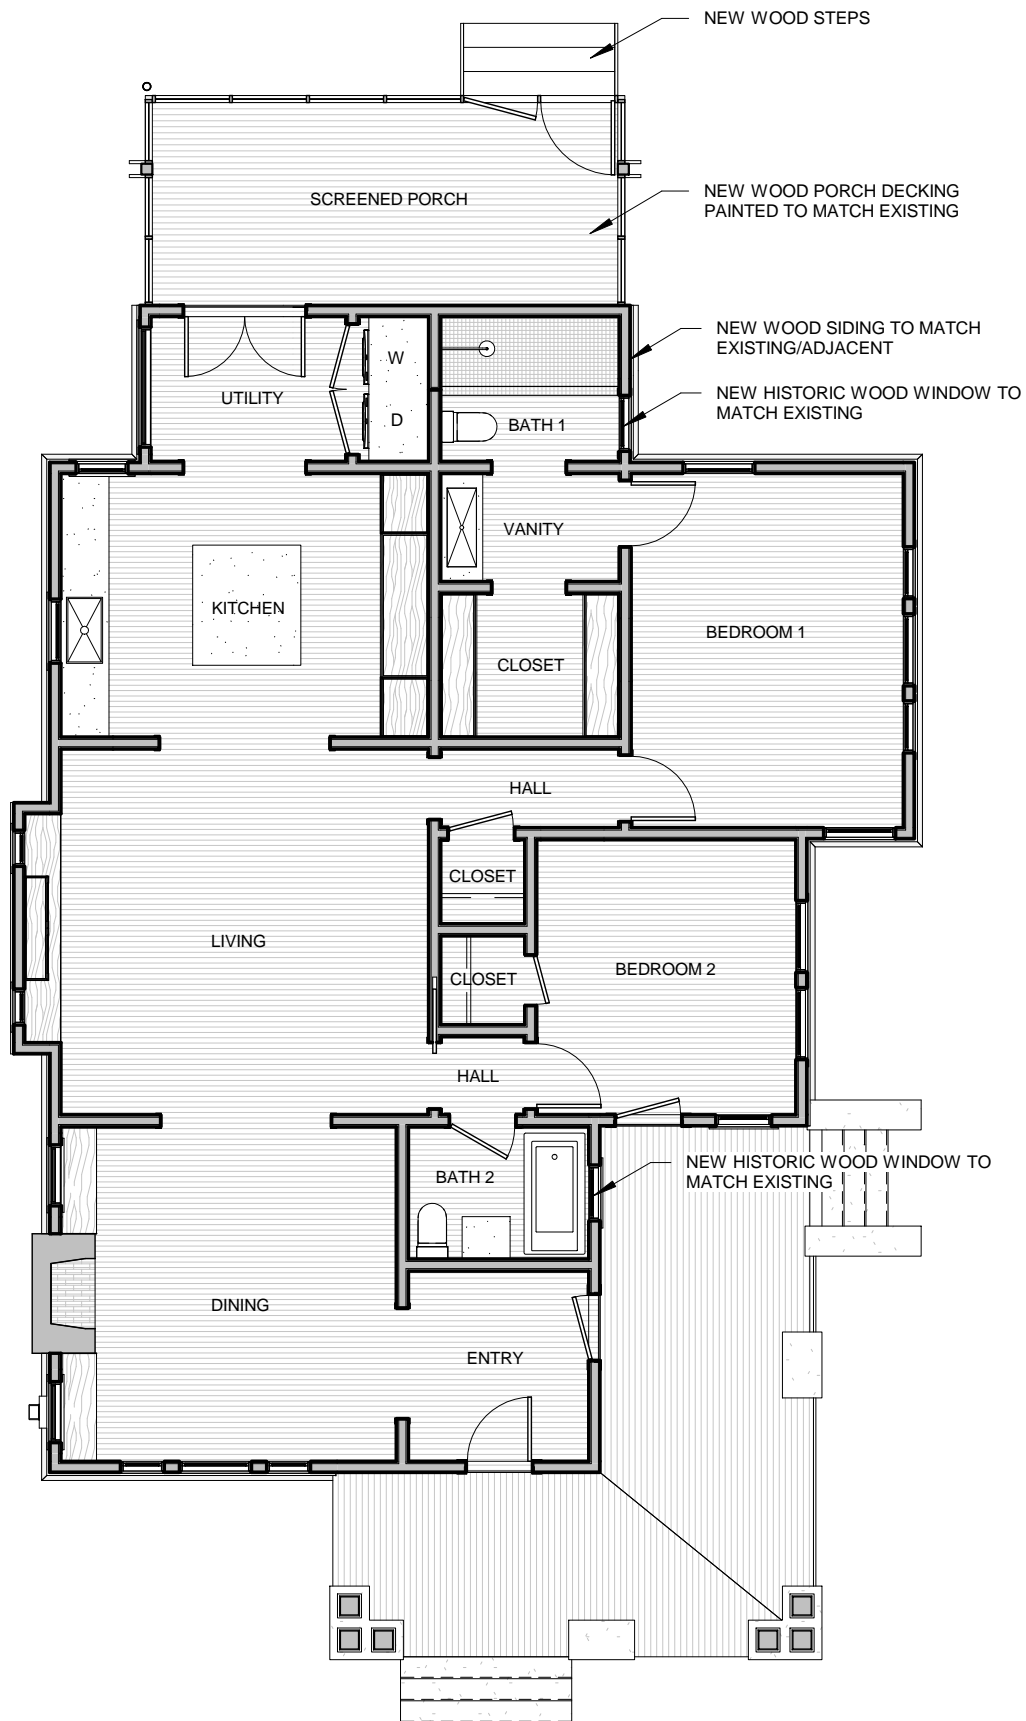 NEW WOOD STEPS
SCREENED PORCH
NEW WOOD PORCH DECKING
PAINTED TO MATCH EXISTING
NEW WOOD SIDING TO MATCH
EXISTING/ADJACENT
W
UTILITY
D
NEW HISTORIC WOOD WINDOW TO
MATCH EXISTING
BATH 1
VANITY
KITCHEN
BEDROOM 1
CLOSET
HALL
CLOSET
LIVING
BEDROOM 2
CLOSET
HALL
NEW HISTORIC WOOD WINDOW TO
MATCH EXISTING
BATH 2
DINING
ENTRY